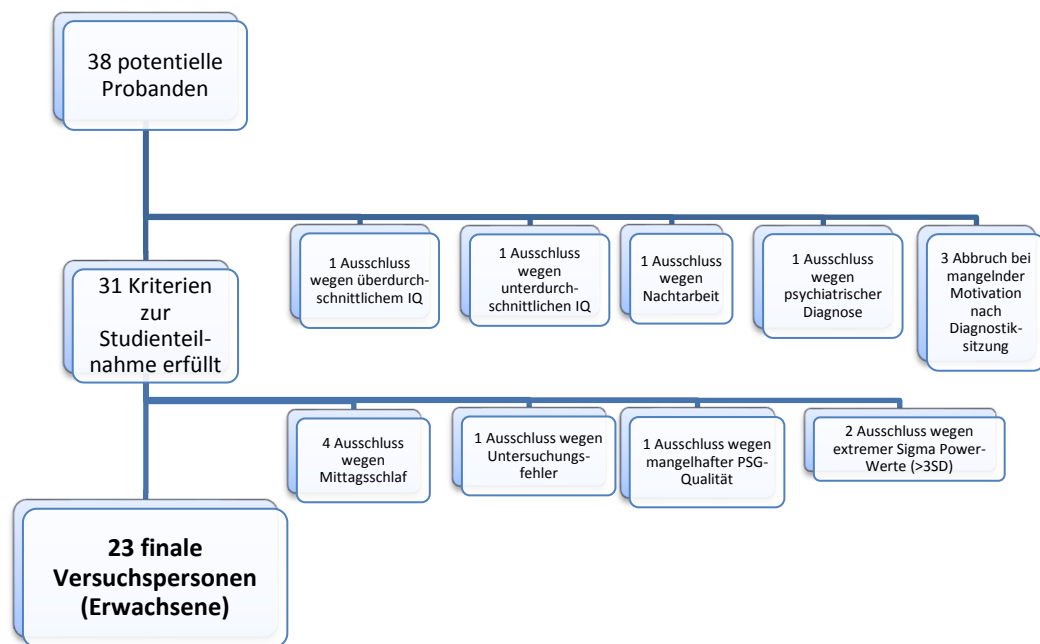 38 potentielle
Probanden
1 Ausschluss
wegen überdurch-
schnittlichem IQ
1 Ausschluss
wegen
unterdurch-
schnittlichen IQ
1 Ausschluss
wegen
Nachtarbeit
1 Ausschluss
wegen
psychiatrischer
Diagnose
3 Abbruch bei
mangelnder
Motivation
nach
Diagnostik-
sitzung
31 Kriterien
zur
Studienteil-
nahme erfüllt
4 Ausschluss
wegen
Mittagsschlaf
1 Ausschluss wegen
Untersuchungs-
fehler
1 Ausschluss wegen
mangelhafter PSG-
Qualität
2 Ausschluss wegen
extremer Sigma Power-
Werte (>3SD)
23 finale
Versuchspersonen
(Erwachsene)